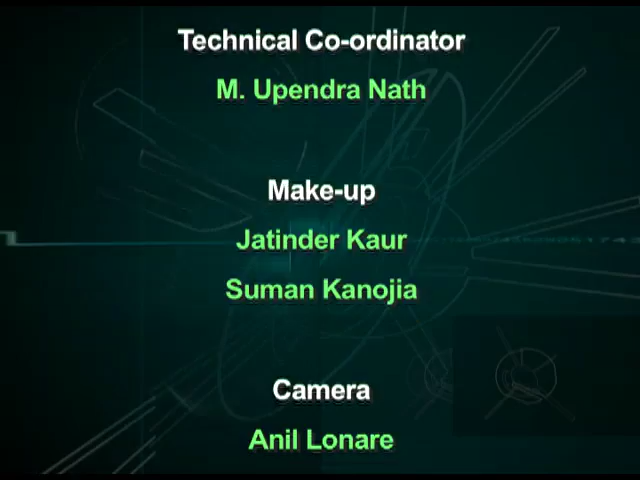 Technical Co-ordinator
M. Upendra Nath
Make-up
Jatinder Kaur
Suman Kanojia
Camera
Anil Lonare